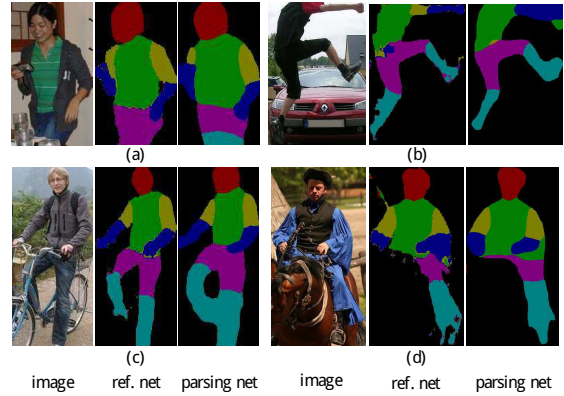 (a)
(b)
(c)
(d)
image
ref. net
parsing net
image
ref. net
parsing net